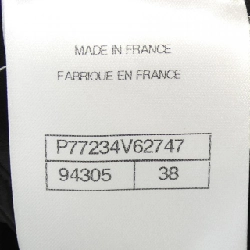 MADE IN FRANCE
FABRIQUE EN FRANCE
P77234V62747
94305 38